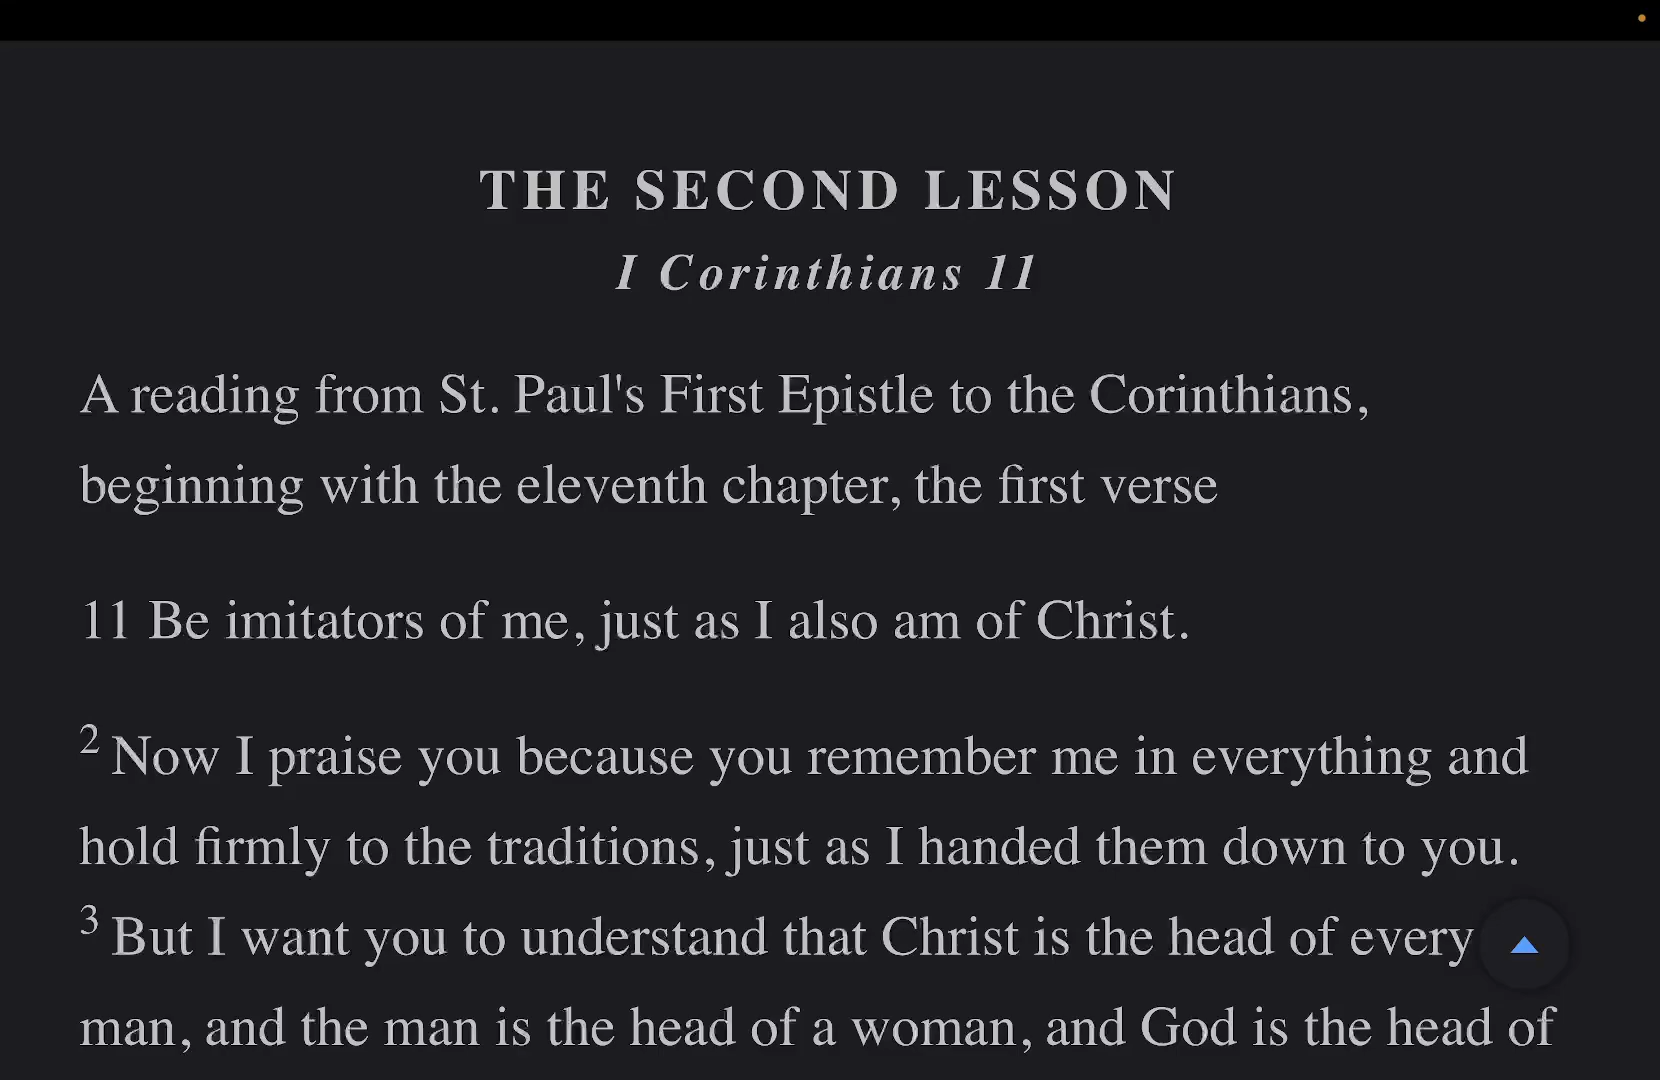 THE SECOND LESSON
I Corinthians 11
A reading from St. Paul's First Epistle to the Corinthians,
beginning with the eleventh chapter, the first verse
11 Be imitators of me, just as I also am of Christ.
2 Now I praise you because you remember me in everything and
hold firmly to the traditions, just as I handed them down to you.
3 But I want you to understand that Christ is the head of every
man, and the man is the head of a woman, and God is the head of